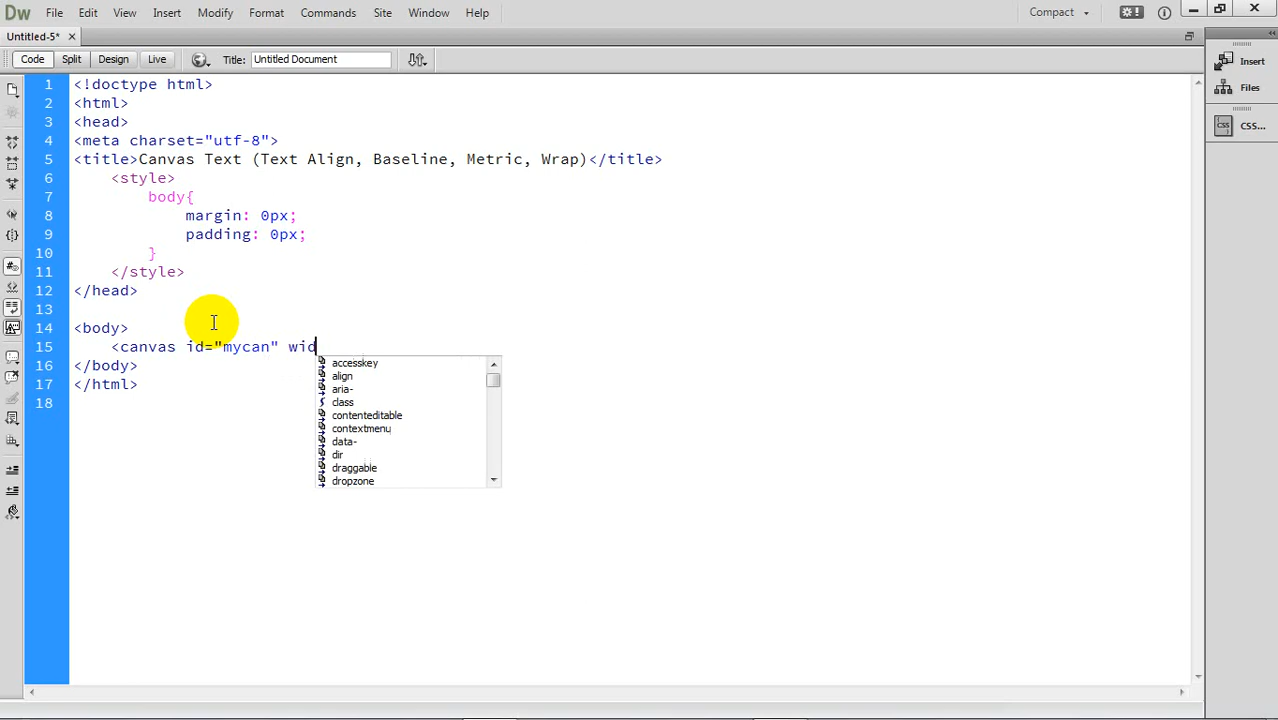 Dw File Edit View Insert Modify Format Commands Site Window Help Compact
Untitled-5*
Code Split Design Live Title: Untitled Document
1 <!doctype html>
2 <html>
3 <head>
4 <meta charset="utf-8">
5 <title>Canvas Text (Text Align, Baseline, Metric, Wrap)</title>
6 <style>
7 body{
8 margin: 0px;
9 padding: 0px;
10 }
11 </style>
12 </head>
13
14 <body>
15 <canvas id="mycan" wid
16 </body>
17 </html>
18
accesskey
align
aria-
class
contenteditable
contextmenu
data-
dir
draggable
dropzone
Insert
Files
CSS...